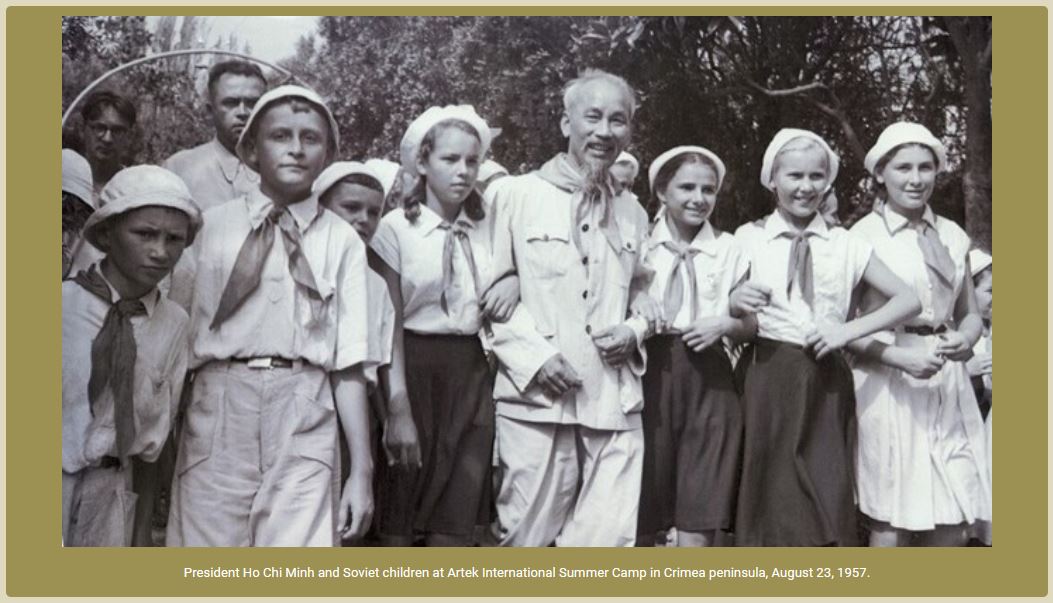 President Ho Chi Minh and Soviet children at Artek International Summer Camp in Crimea peninsula, August 23, 1957.